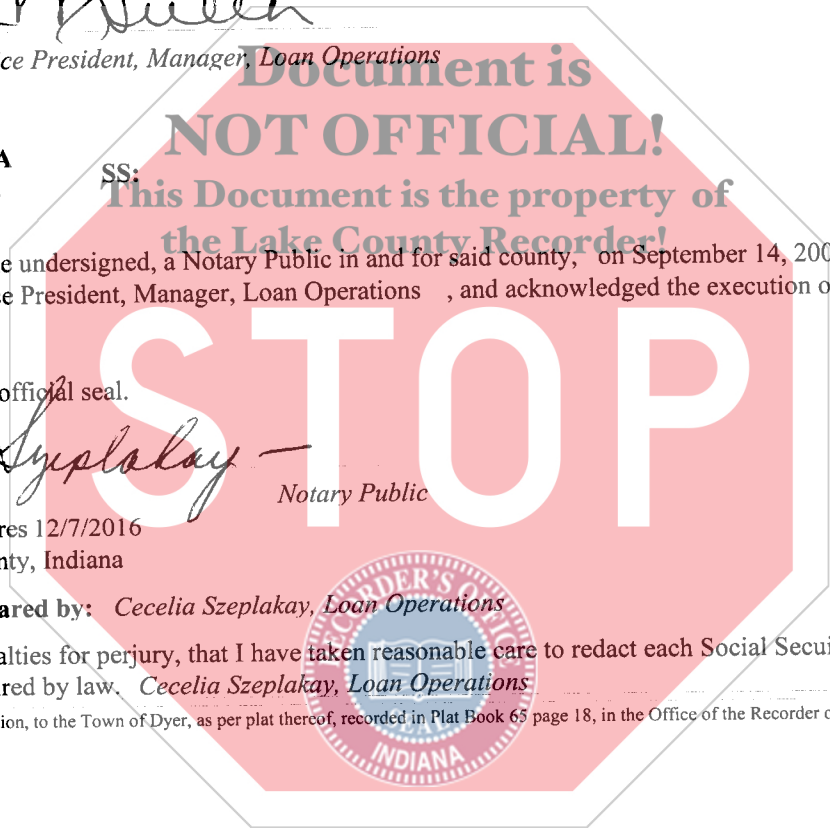 ce President, Manager, Loan Operations
Document is
NOT OFFICIAL!
A
SS:
This Document is the property of
the Lake County Recorder!
e undersigned, a Notary Public in and for said county, on September 14, 200
e President, Manager, Loan Operations , and acknowledged the execution o
STOP
official seal.
Szeplakay
Notary Public
res 12/7/2016
nty, Indiana
RECORDER'S OFFICE
ared by: Cecelia Szeplakay, Loan Operations
alties for perjury, that I have taken reasonable care to redact each Social Secui
red by law. Cecelia Szeplakay, Loan Operations
ion, to the Town of Dyer, as per plat thereof, recorded in Plat Book 65 page 18, in the Office of the Recorder o
SEAL
INDIANA